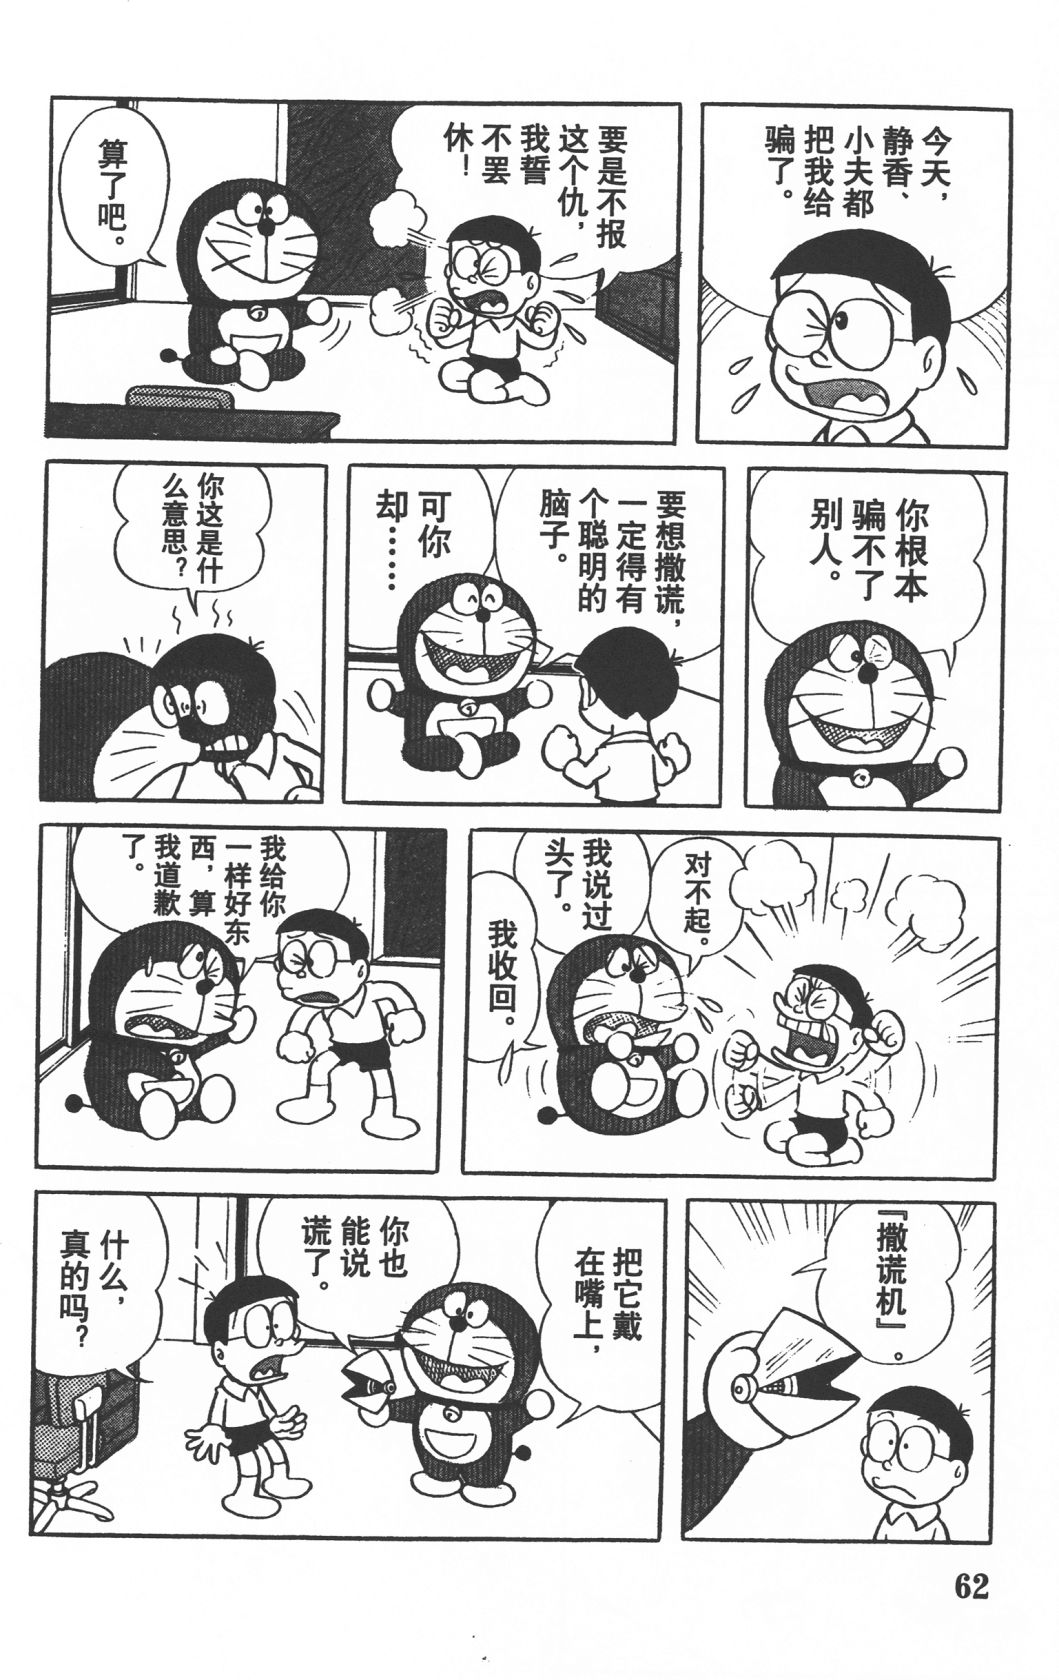 今天，
静香、
小夫都
把我给
骗了。
要是不报
这个仇，
我誓
不罢
休！
算了吧。
你根本
骗不了
别人。
要想撒谎，
一定得有
个聪明的
脑子。
可你
却……
你这是什
么意思？
对不起。
我说过
头了。
我收回。
我给你
一样好东
西，算
我道歉
了。
『撒谎机』。
把它戴
在嘴上，
你也
能说
谎了。
什么，
真的吗？
62